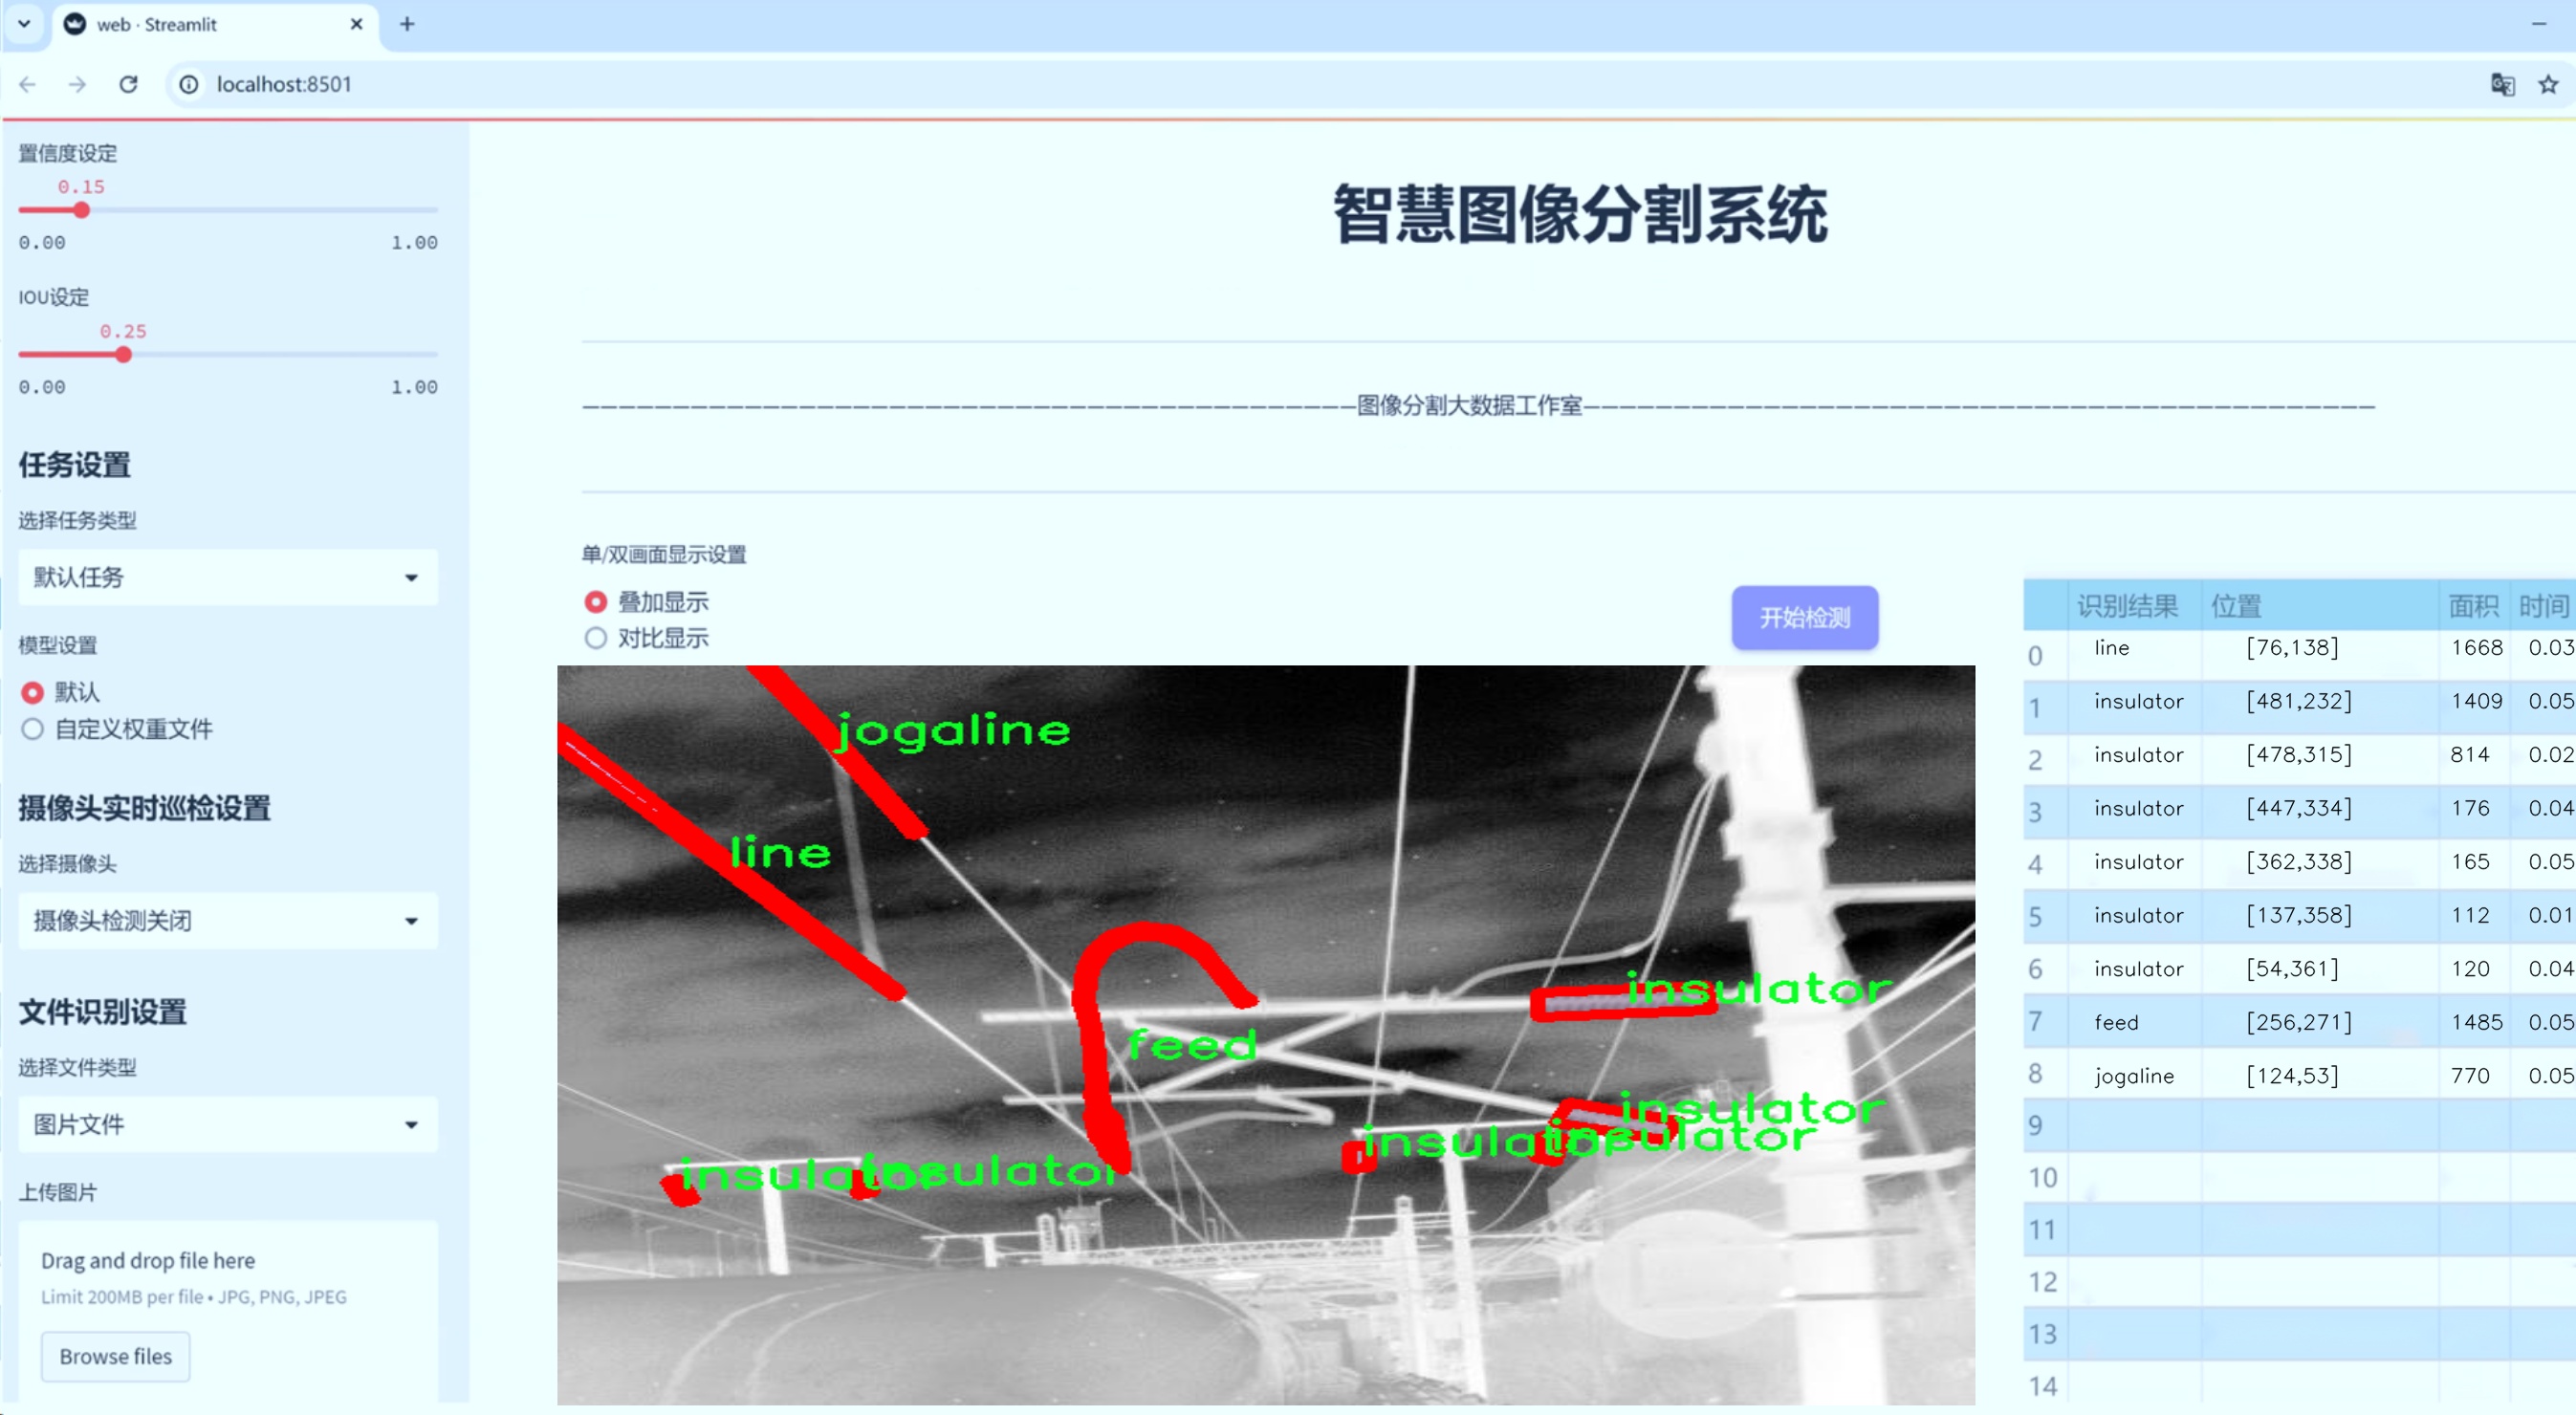 web · Streamlit
localhost:8501
置信度设定
0.15
0.00 1.00
IOU设定
0.25
0.00 1.00
任务设置
选择任务类型
默认任务
模型设置
默认
自定义权重文件
摄像头实时巡检设置
选择摄像头
摄像头检测关闭
文件识别设置
选择文件类型
图片文件
上传图片
Drag and drop file here
Limit 200MB per file • JPG, PNG, JPEG
Browse files
智慧图像分割系统
图像分割大数据工作室
单/双画面显示设置
叠加显示
对比显示
开始检测
jogaline
line
insulator
feed
insulator
insulator
insulator
insulator
insulator
识别结果 位置 面积 时间
0 line [76,138] 1668 0.03
1 insulator [481,232] 1409 0.05
2 insulator [478,315] 814 0.02
3 insulator [447,334] 176 0.04
4 insulator [362,338] 165 0.05
5 insulator [137,358] 112 0.01
6 insulator [54,361] 120 0.04
7 feed [256,271] 1485 0.05
8 jogaline [124,53] 770 0.05
9
10
11
12
13
14